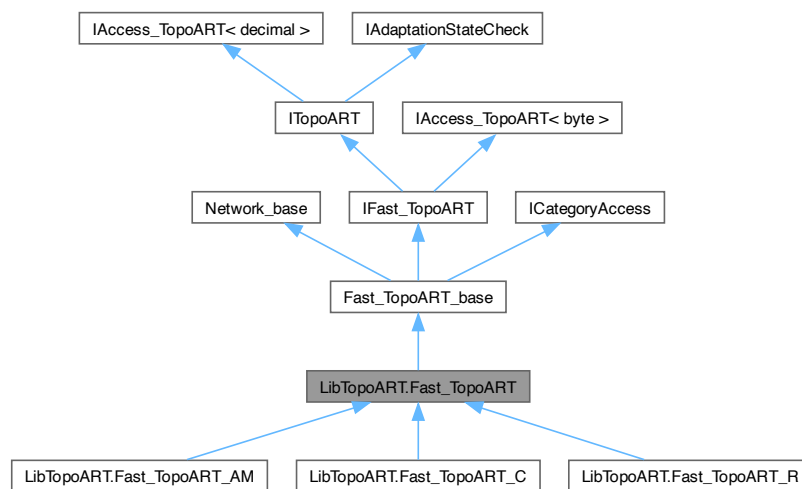 IAccess_TopoART< decimal >
IAdaptationStateCheck
ITopoART
IAccess_TopoART< byte >
Network_base
IFast_TopoART
ICategoryAccess
Fast_TopoART_base
LibTopoART.Fast_TopoART
LibTopoART.Fast_TopoART_AM
LibTopoART.Fast_TopoART_C
LibTopoART.Fast_TopoART_R